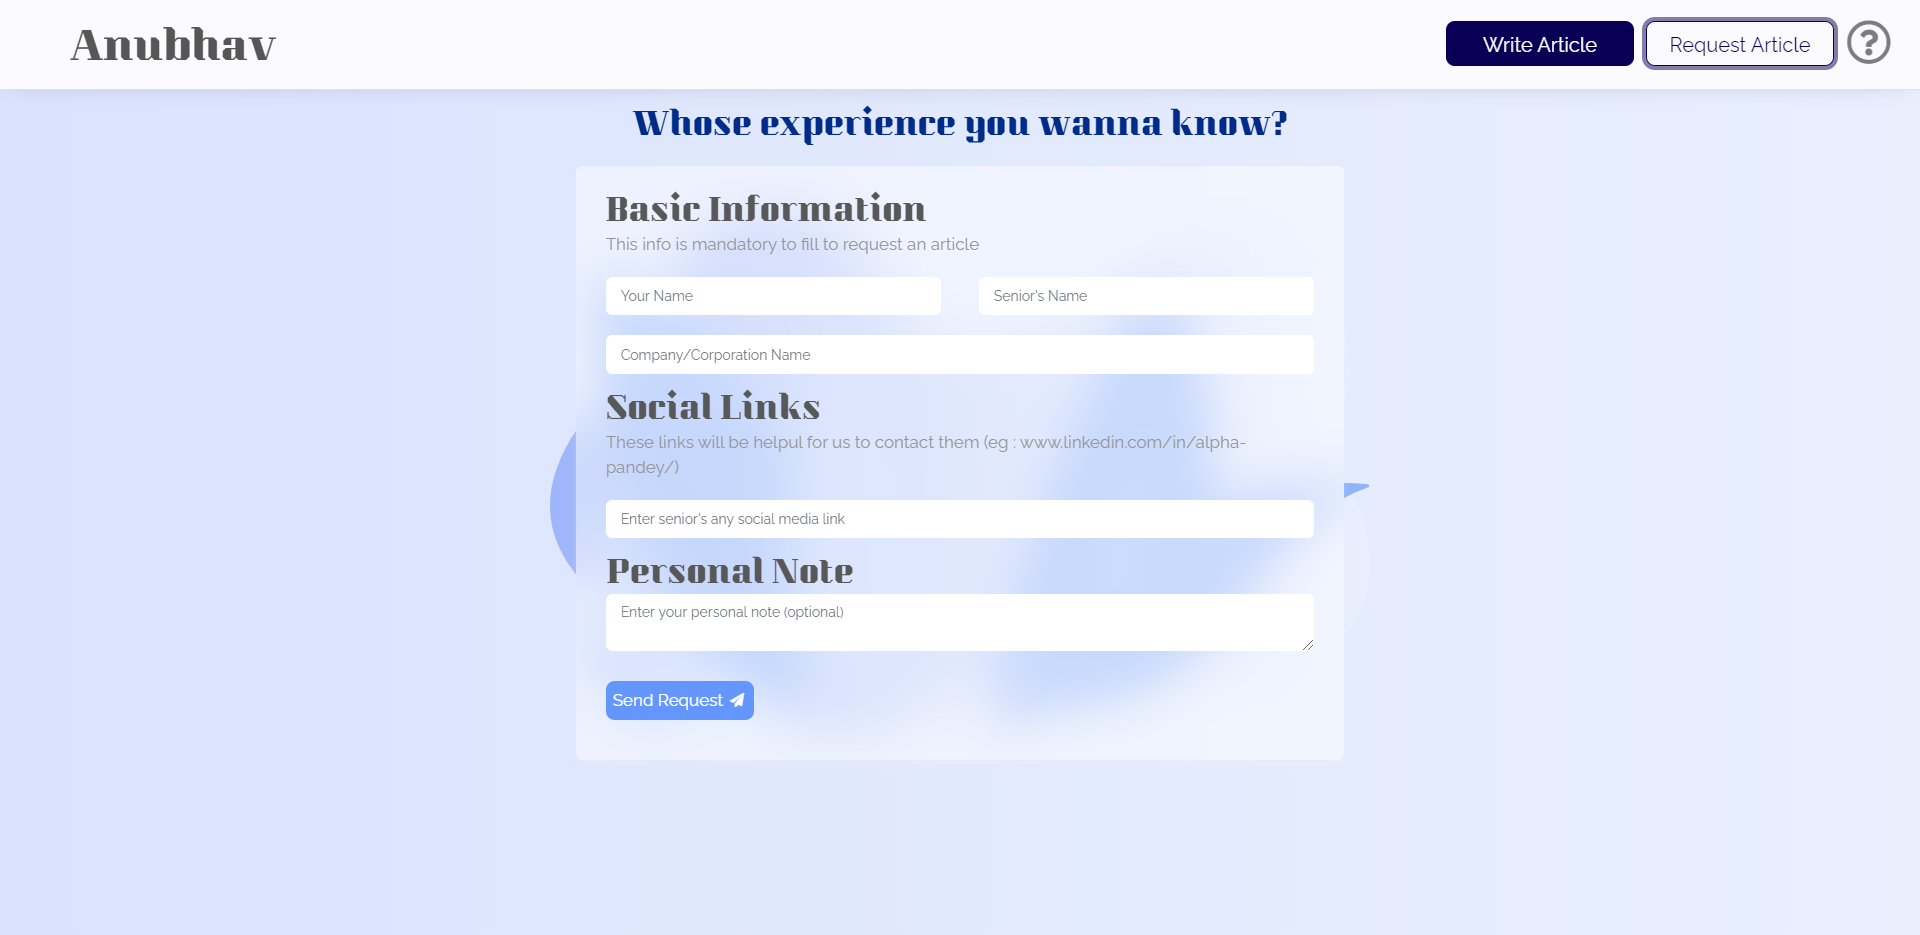 Anubhav
Write Article
Request Article
Whose experience you wanna know?
Basic Information
This info is mandatory to fill to request an article
Your Name
Senior's Name
Company/Corporation Name
Social Links
These links will be helpul for us to contact them (eg : www.linkedin.com/in/alpha-
pandey/)
Enter senior's any social media link
Personal Note
Enter your personal note (optional)
Send Request